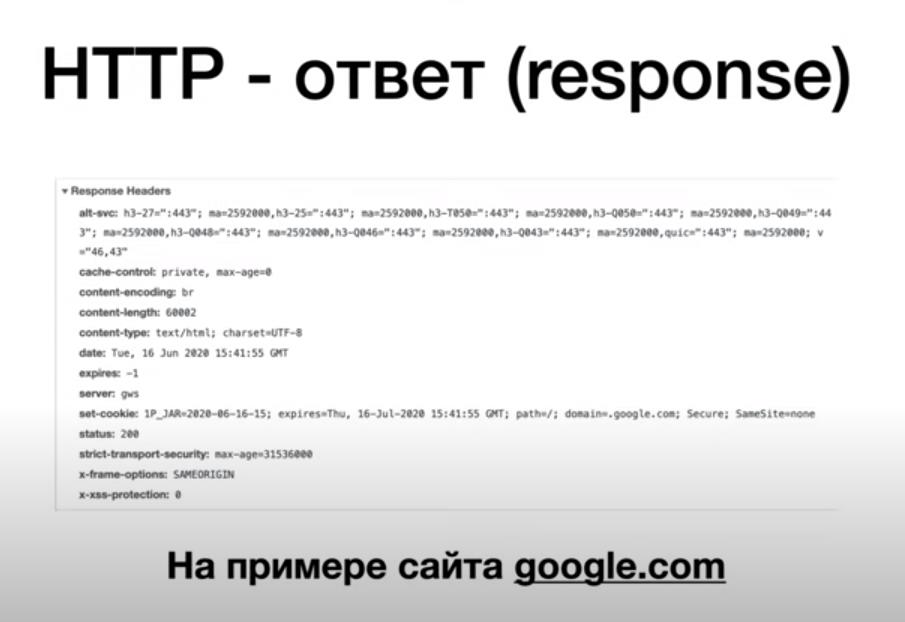 HTTP - ответ (response)
▾ Response Headers
alt-svc: h3-27=":443"; ma=2592000,h3-25=":443"; ma=2592000,h3-T050=":443"; ma=2592000,h3-Q050=":443"; ma=2592000,h3-Q049=":44
3"; ma=2592000,h3-Q048=":443"; ma=2592000,h3-Q046=":443"; ma=2592000,h3-Q043=":443"; ma=2592000,quic=":443"; ma=2592000; v
="46,43"
cache-control: private, max-age=0
content-encoding: br
content-length: 60002
content-type: text/html; charset=UTF-8
date: Tue, 16 Jun 2020 15:41:55 GMT
expires: -1
server: gws
set-cookie: 1P_JAR=2020-06-16-15; expires=Thu, 16-Jul-2020 15:41:55 GMT; path=/; domain=.google.com; Secure; SameSite=none
status: 200
strict-transport-security: max-age=31536000
x-frame-options: SAMEORIGIN
x-xss-protection: 0
На примере сайта google.com